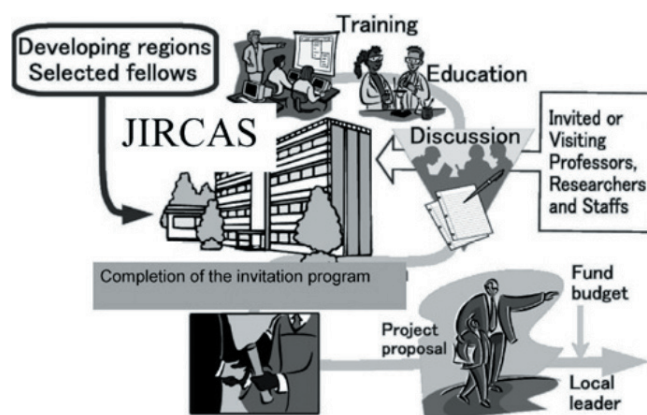 Training
Developing regions
Selected fellows
Education
JIRCAS
Discussion
Invited or
Visiting
Professors,
Researchers
and Staffs
Completion of the invitation program
Fund
budget
Project
proposal
Local
leader